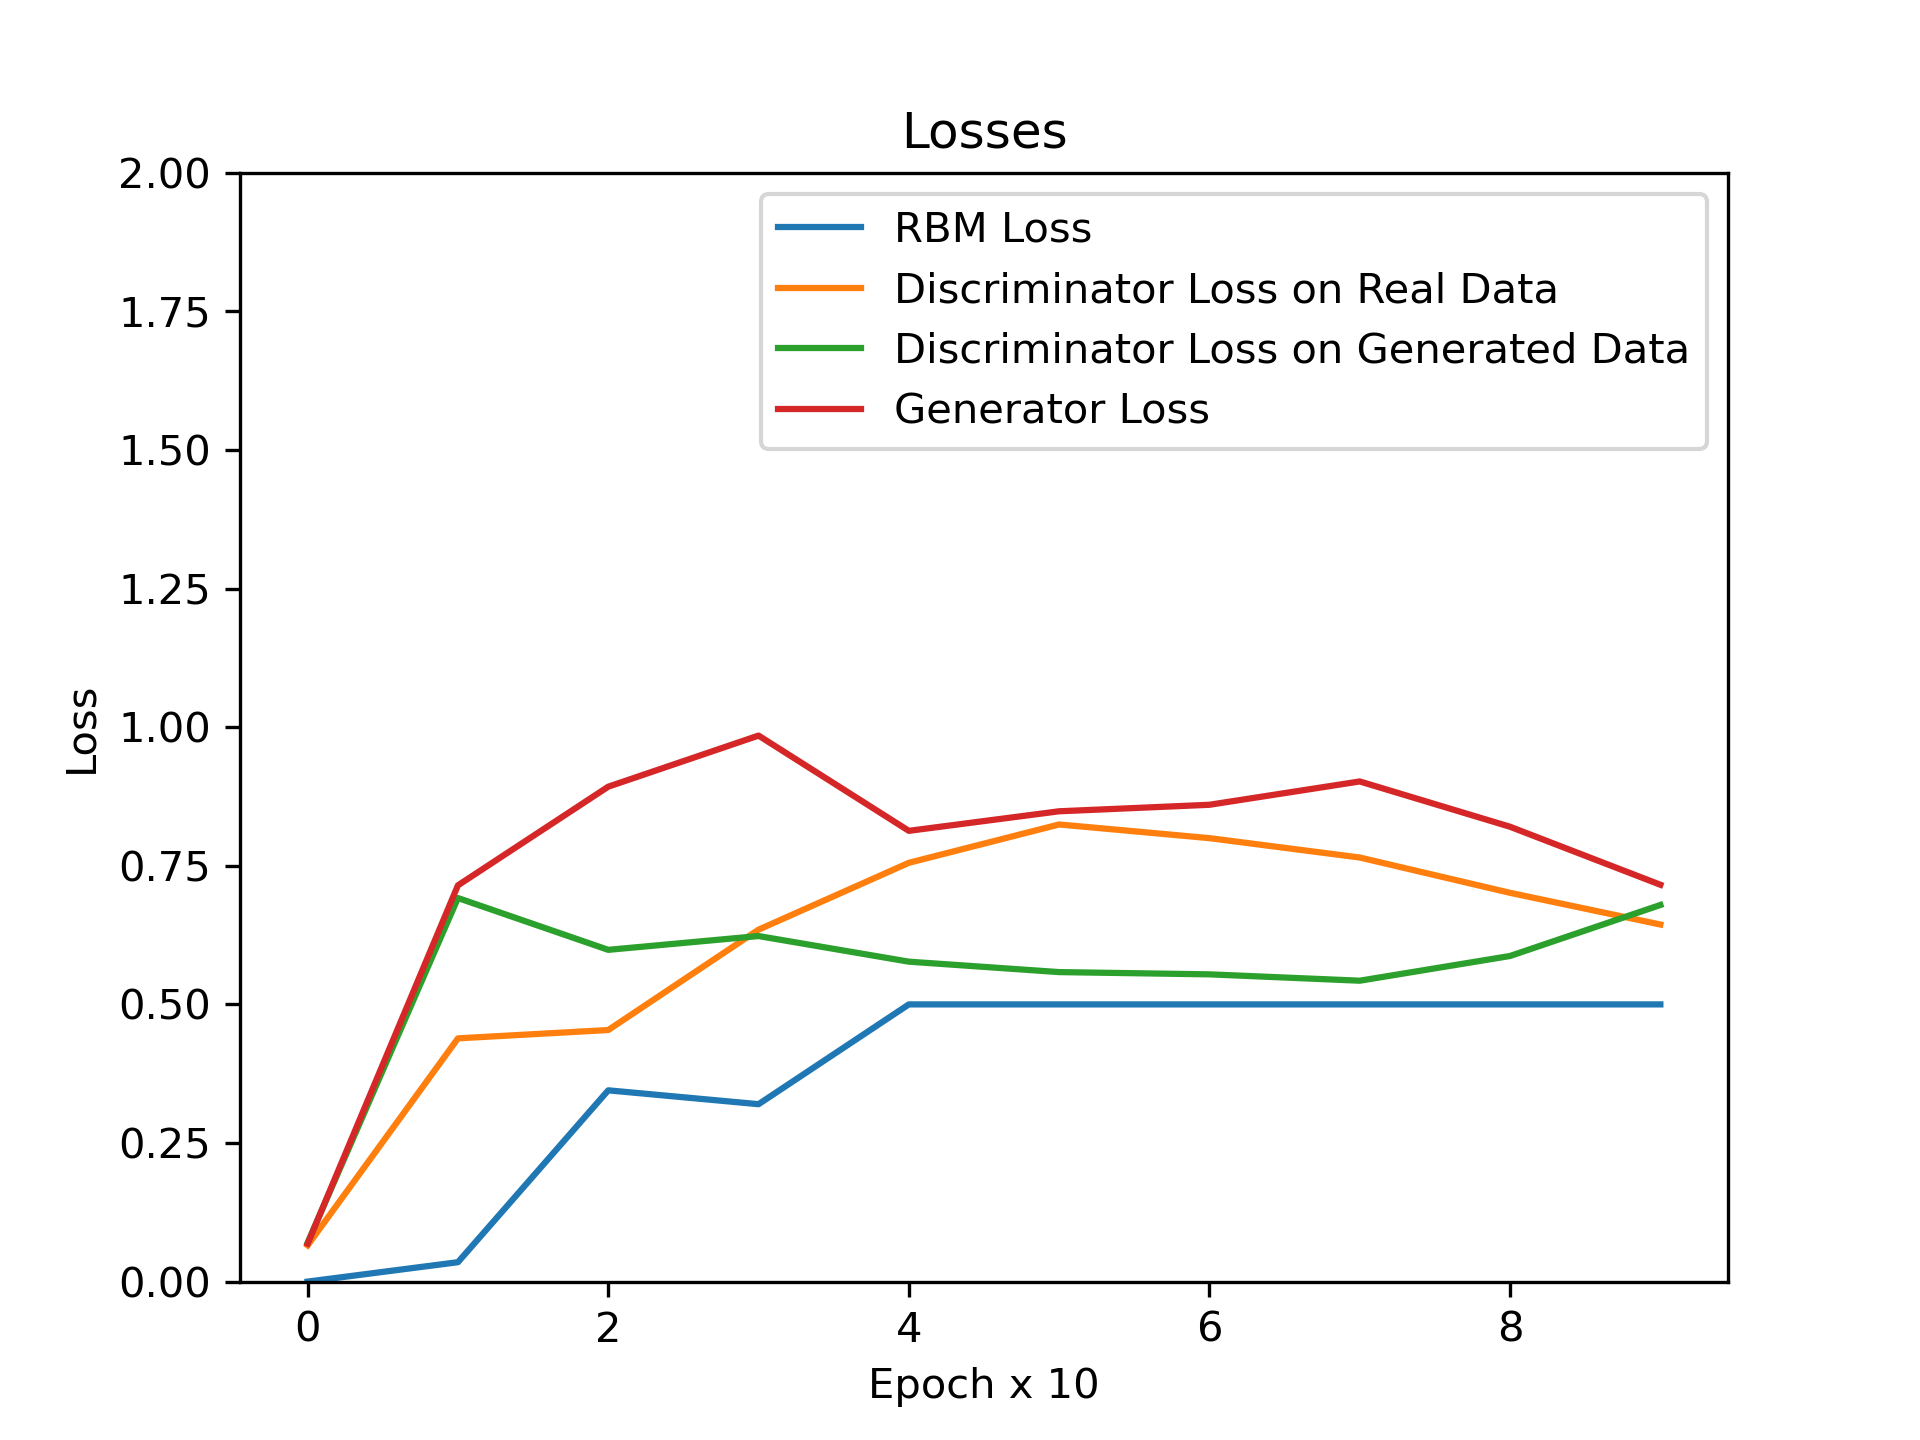 Losses
2.00
1.75
1.50
1.25
1.00
0.75
0.50
0.25
0.00
Loss
RBM Loss
Discriminator Loss on Real Data
Discriminator Loss on Generated Data
Generator Loss
0 2 4 6 8
Epoch x 10